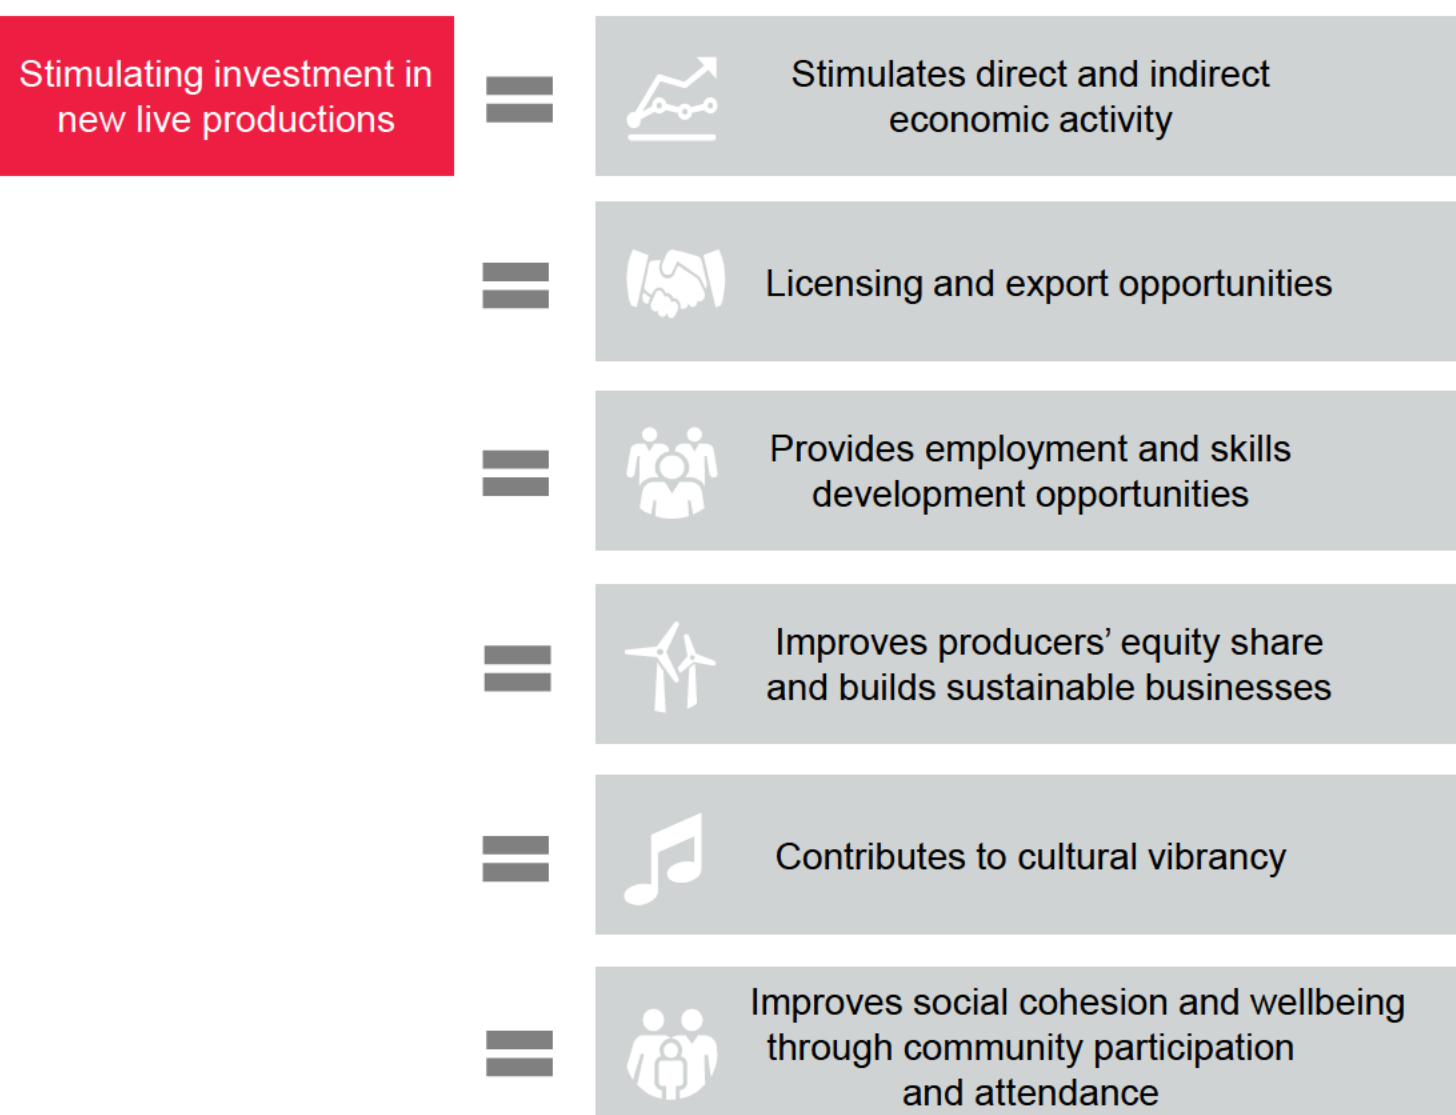 Stimulating investment in
new live productions
Stimulates direct and indirect
economic activity
Licensing and export opportunities
Provides employment and skills
development opportunities
Improves producers’ equity share
and builds sustainable businesses
Contributes to cultural vibrancy
Improves social cohesion and wellbeing
through community participation
and attendance